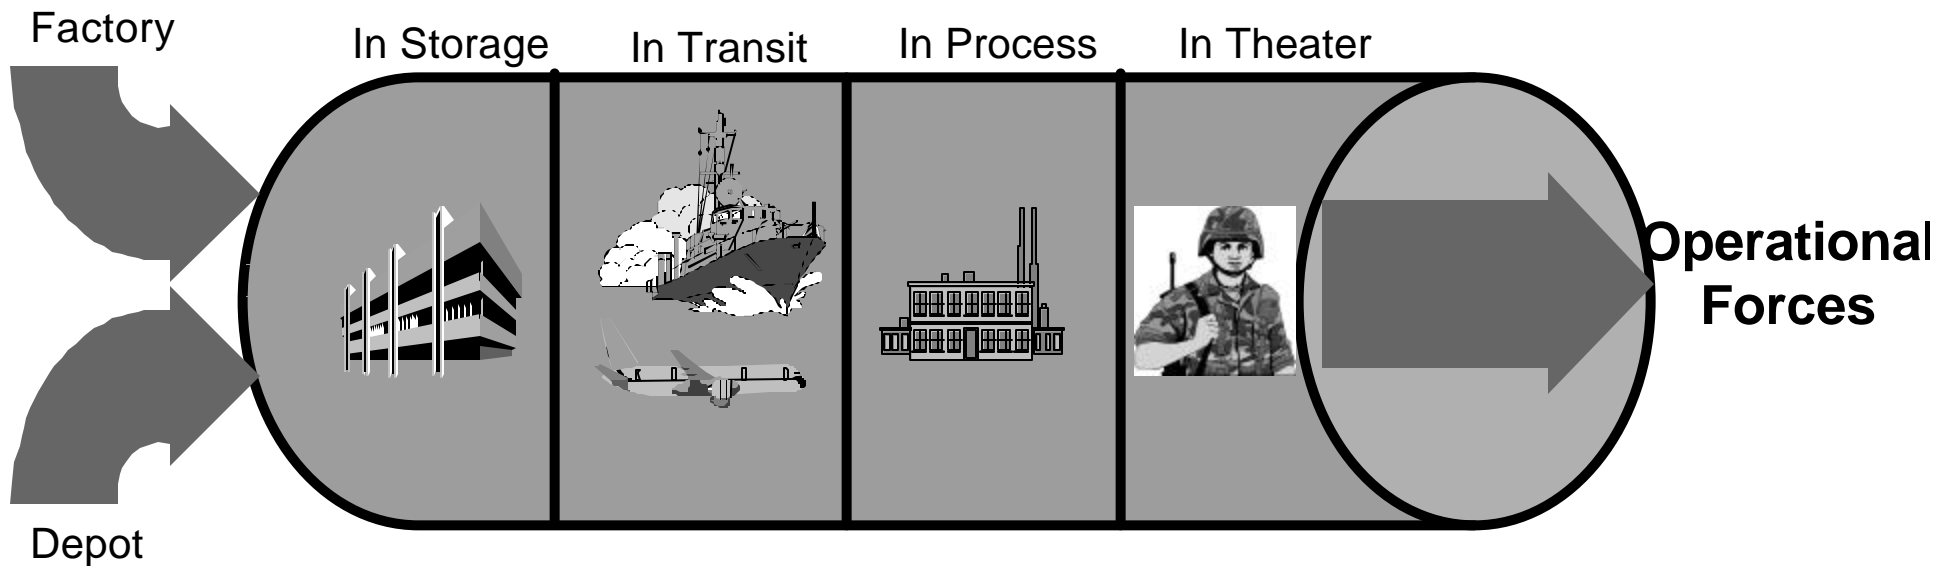 Factory
In Storage
In Transit
In Process
In Theater
Operational
Forces
Depot